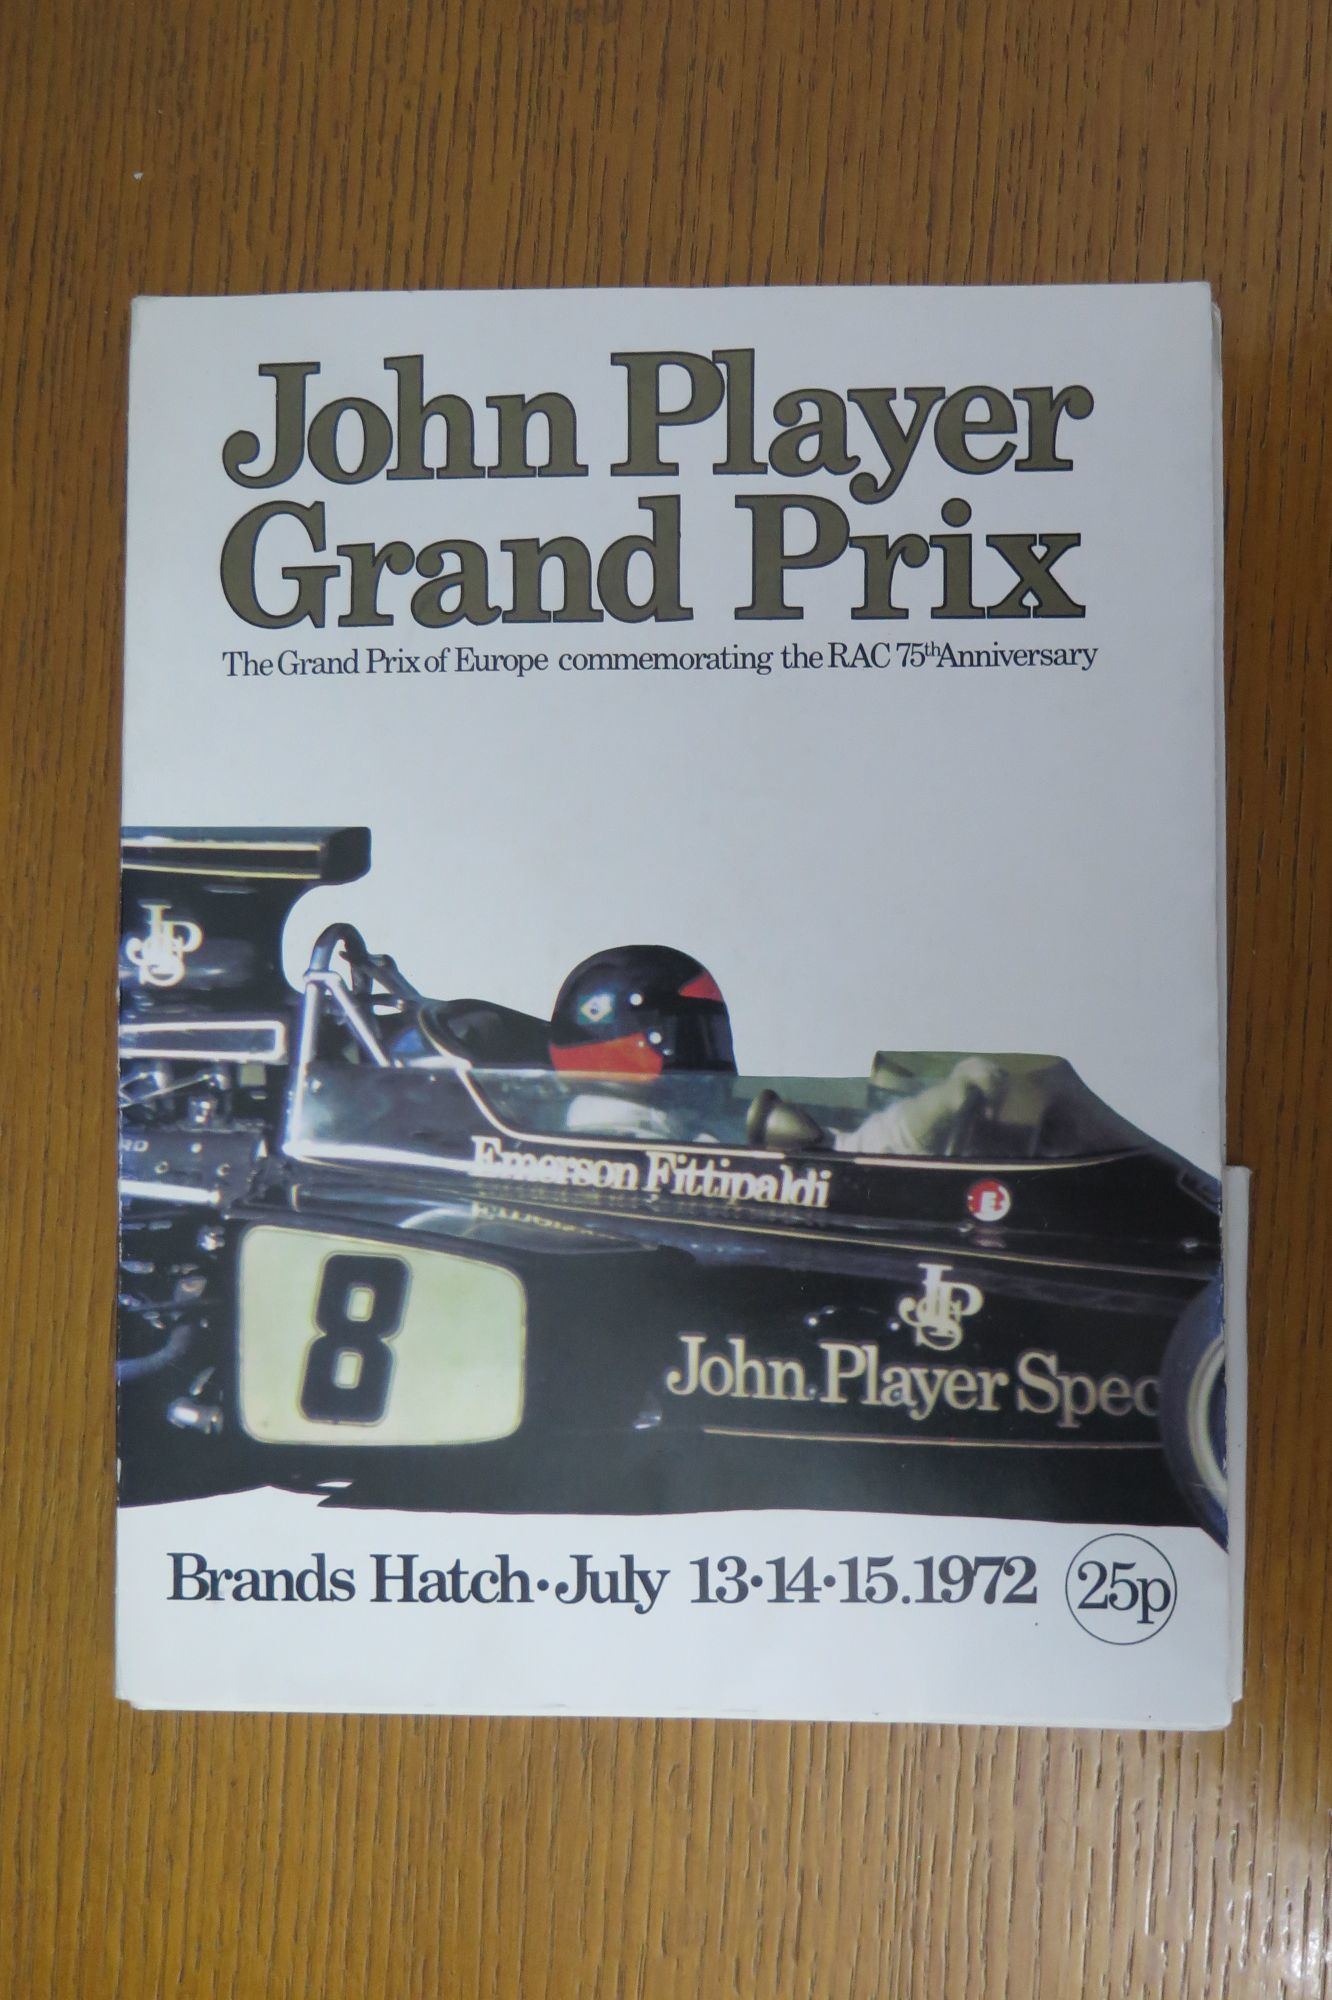 John Player
Grand Prix
The Grand Prix of Europe commemorating the RAC 75th Anniversary
JPS
RD
Emerson Fittipaldi
8
JPS
John Player Spec
Brands Hatch·July 13·14·15.1972 25p